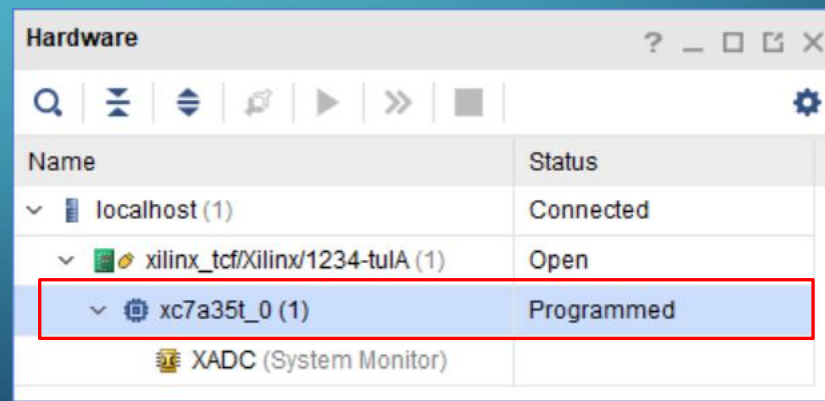 Hardware
Name Status
localhost (1) Connected
xilinx_tcf/Xilinx/1234-tulA (1) Open
xc7a35t_0 (1) Programmed
XADC (System Monitor)